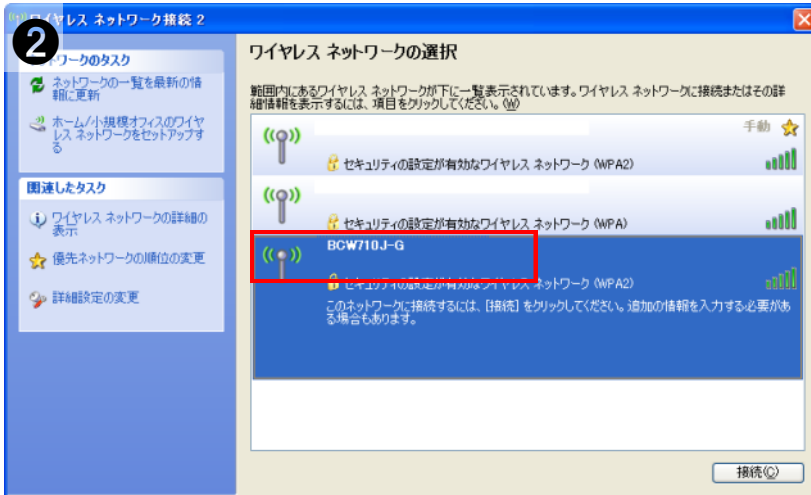 ワイヤレス ネットワーク接続 2
2
ワークのタスク
ネットワークの一覧を最新の情
報に更新
ホーム/小規模オフィスのワイヤ
レス ネットワークをセットアップす
る
関連したタスク
ワイヤレス ネットワークの詳細の
表示
優先ネットワークの順位の変更
詳細設定の変更
ワイヤレス ネットワークの選択
範囲内にあるワイヤレス ネットワークが下に一覧表示されています。ワイヤレス ネットワークに接続またはその詳
細情報を表示するには、項目をクリックしてください。(W)
手動
セキュリティの設定が有効なワイヤレス ネットワーク (WPA2)
セキュリティの設定が有効なワイヤレス ネットワーク (WPA)
BCW710J-G
セキュリティの設定が有効なワイヤレス ネットワーク (WPA2)
このネットワークに接続するには、[接続] をクリックしてください。追加の情報を入力する必要があ
る場合もあります。
接続(C)